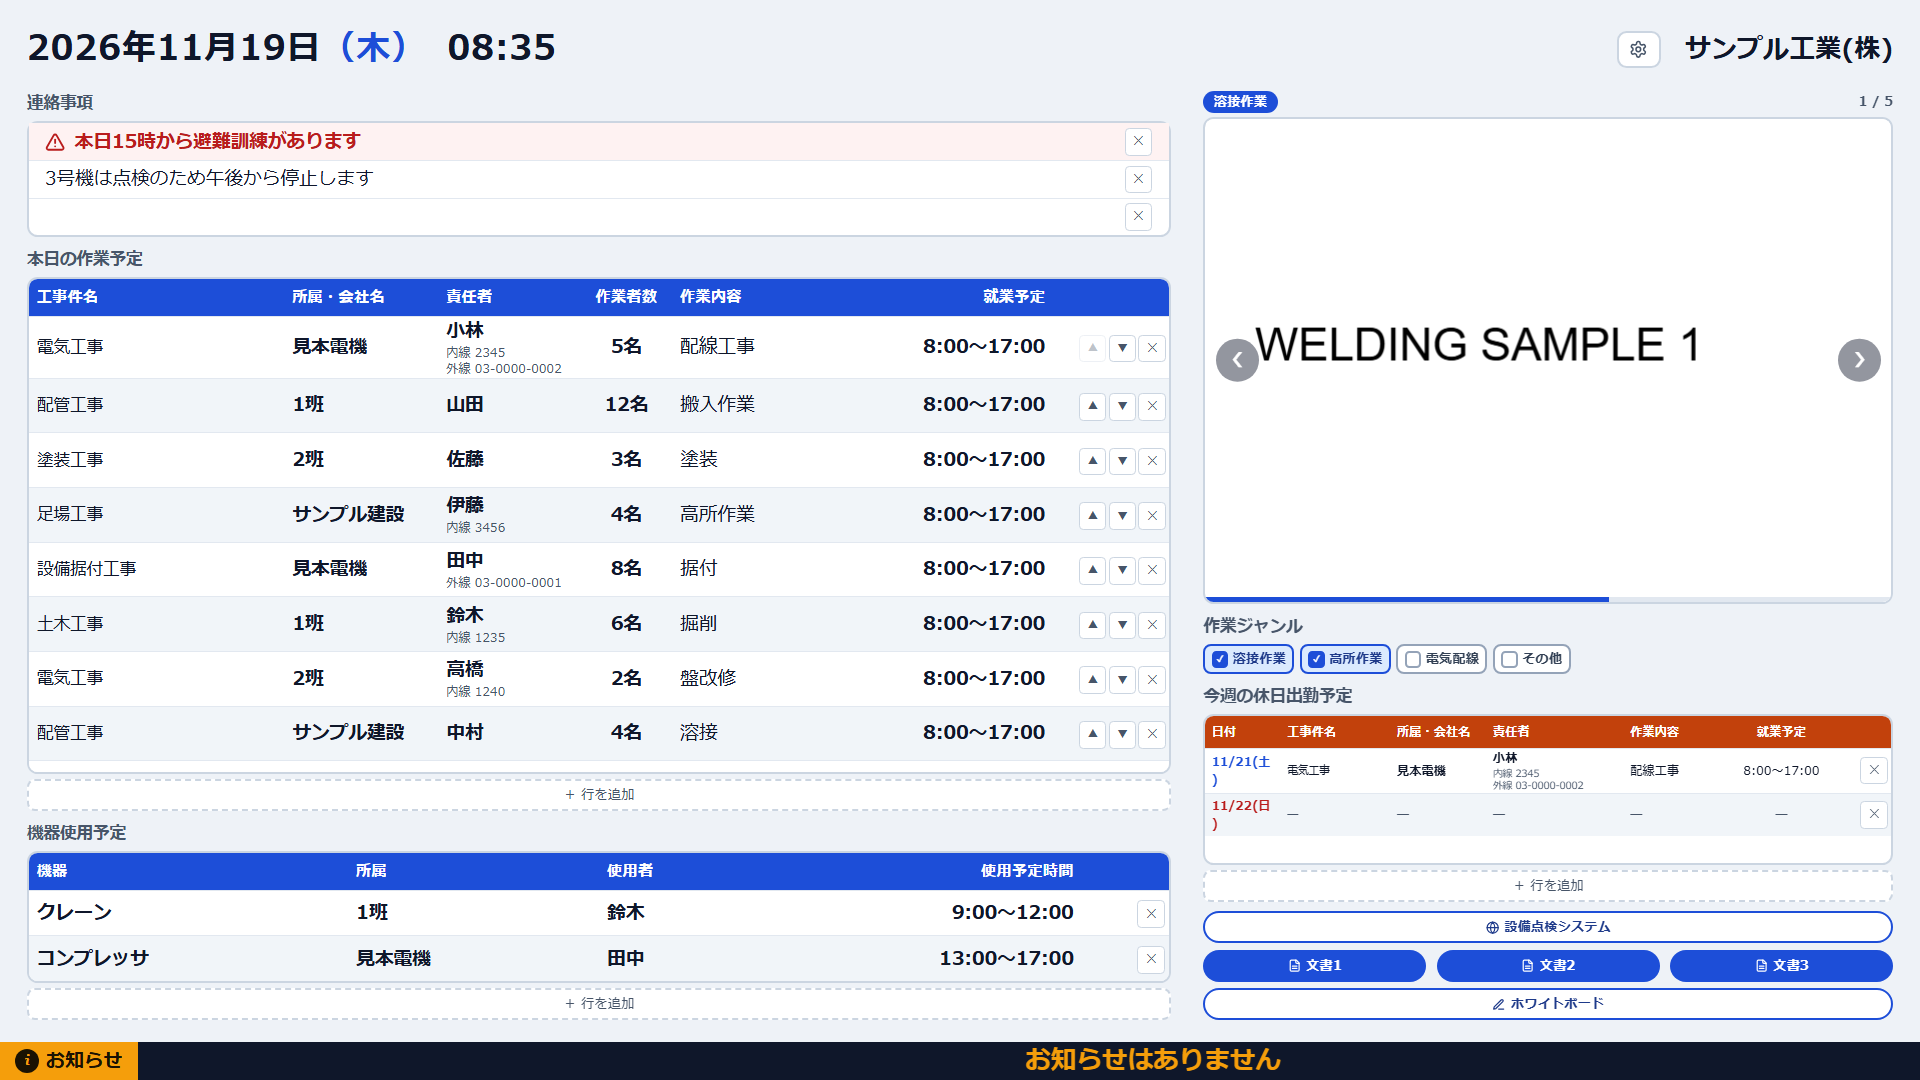 2026年11月19日（木） 08:35
サンプル工業(株)
連絡事項
本日15時から避難訓練があります
3号機は点検のため午後から停止します
本日の作業予定
工事件名 所属・会社名 責任者 作業者数 作業内容 就業予定
電気工事 見本電機 小林 内線 2345 外線 03-0000-0002 5名 配線工事 8:00～17:00
配管工事 1班 山田 12名 搬入作業 8:00～17:00
塗装工事 2班 佐藤 3名 塗装 8:00～17:00
足場工事 サンプル建設 伊藤 内線 3456 4名 高所作業 8:00～17:00
設備据付工事 見本電機 田中 外線 03-0000-0001 8名 据付 8:00～17:00
土木工事 1班 鈴木 内線 1235 6名 掘削 8:00～17:00
電気工事 2班 高橋 内線 1240 2名 盤改修 8:00～17:00
配管工事 サンプル建設 中村 4名 溶接 8:00～17:00
+ 行を追加
機器使用予定
機器 所属 使用者 使用予定時間
クレーン 1班 鈴木 9:00～12:00
コンプレッサ 見本電機 田中 13:00～17:00
+ 行を追加
溶接作業 1 / 5
WELDING SAMPLE 1
作業ジャンル
溶接作業 高所作業 電気配線 その他
今週の休日出勤予定
日付 工事件名 所属・会社名 責任者 作業内容 就業予定
11/21(土) 電気工事 見本電機 小林 内線 2345 外線 03-0000-0002 配線工事 8:00～17:00
11/22(日) — — — — —
+ 行を追加
設備点検システム
文書1 文書2 文書3
ホワイトボード
お知らせ お知らせはありません